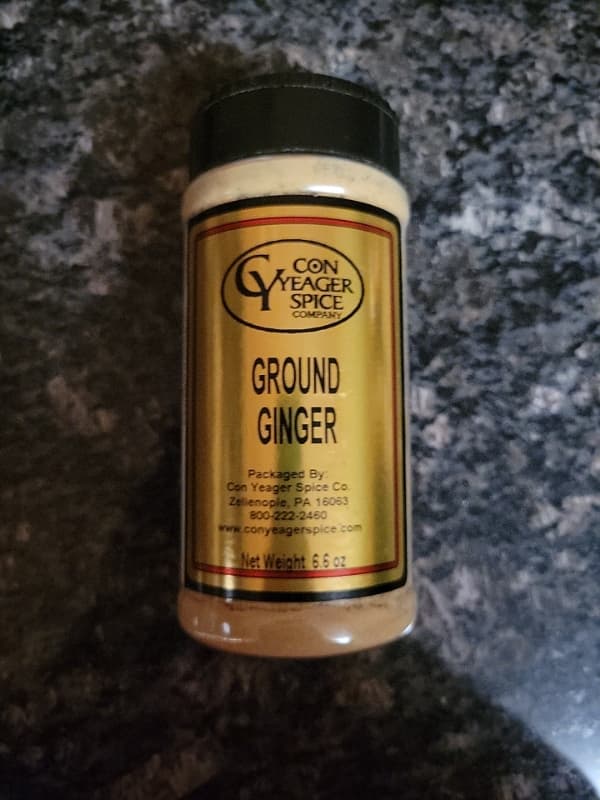 CY
CON
YEAGER
SPICE
COMPANY
GROUND
GINGER
Packaged By:
Con Yeager Spice Co.
Zelienople, PA 16063
800-222-2460
www.conyeagerspice.com
Net Weight 6.6 oz